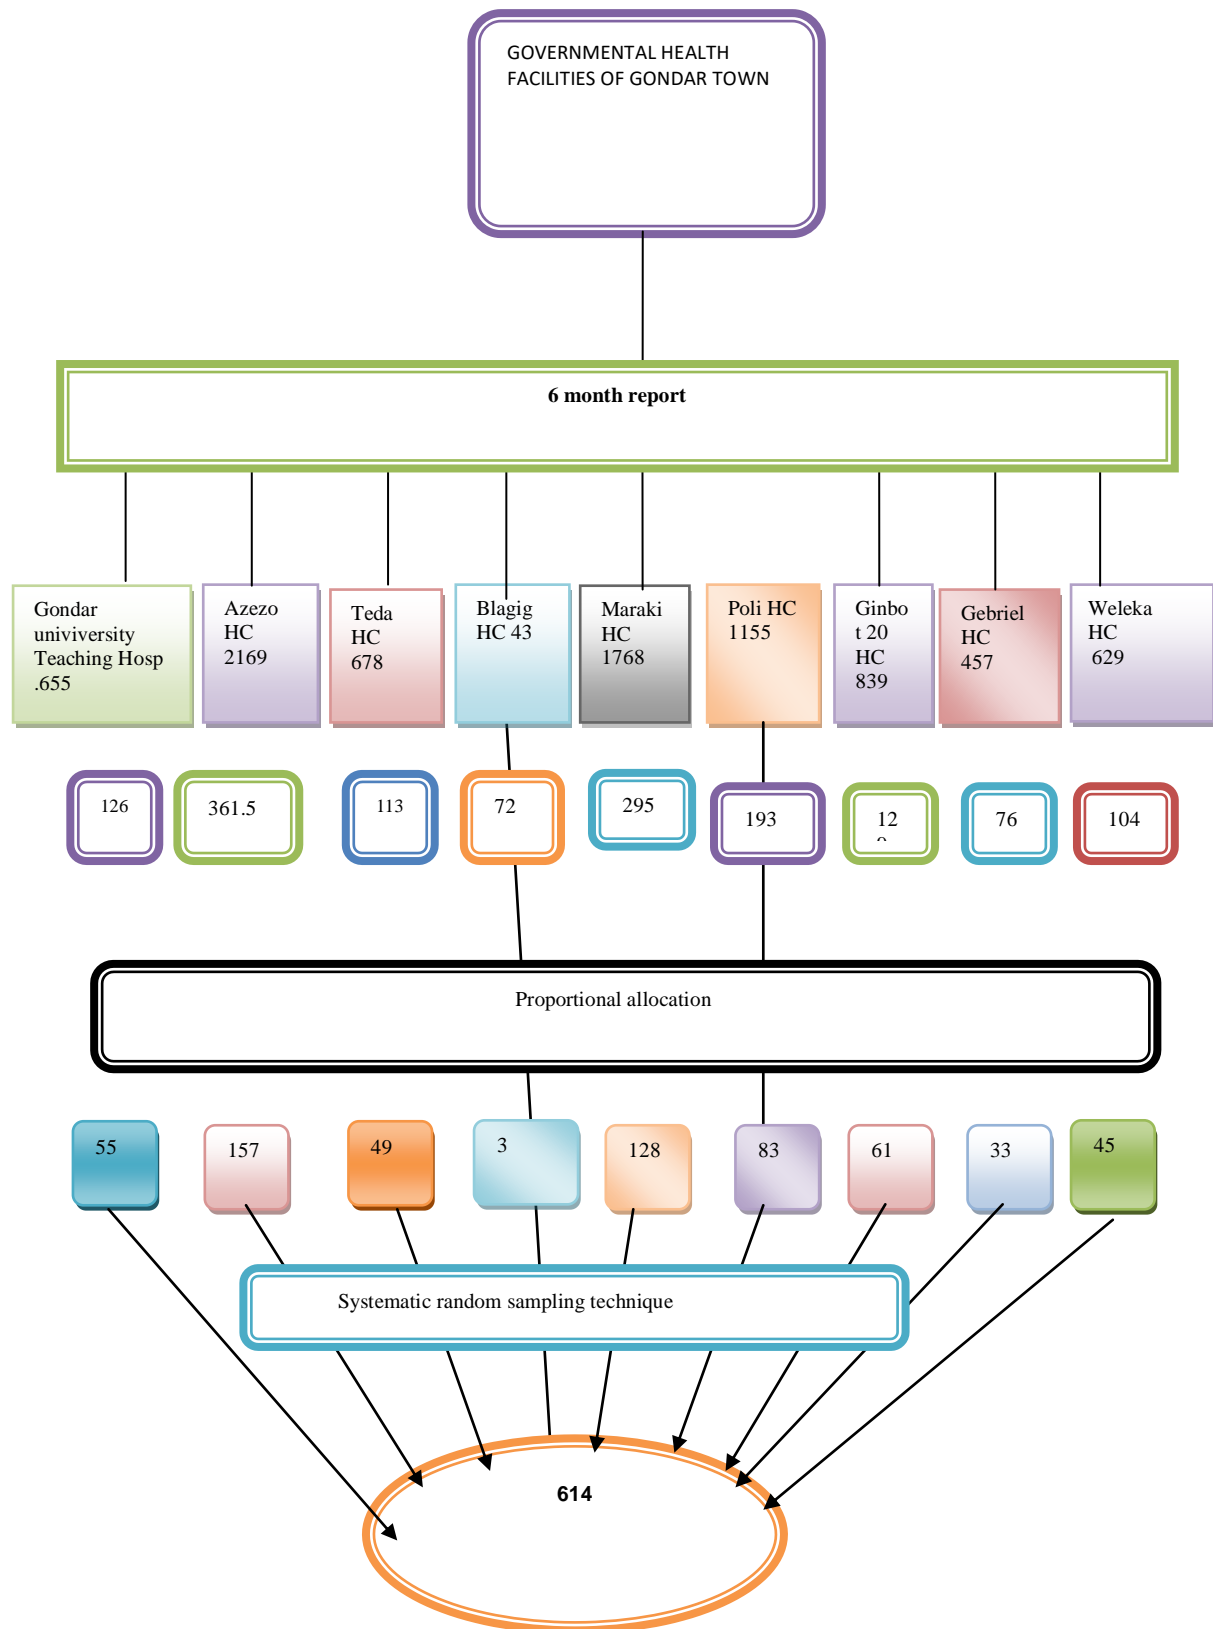 GOVERNMENTAL HEALTH
FACILITIES OF GONDAR TOWN
6 month report
Gondar
univiversity
Teaching Hosp
.655
Azezo
HC
2169
Teda
HC
678
Blagig
HC 43
Maraki
HC
1768
Poli HC
1155
Ginbo
t 20
HC
839
Gebriel
HC
457
Weleka
HC
629
126
361.5
113
72
295
193
12
76
104
Proportional allocation
55
157
49
3
128
83
61
33
45
Systematic random sampling technique
614